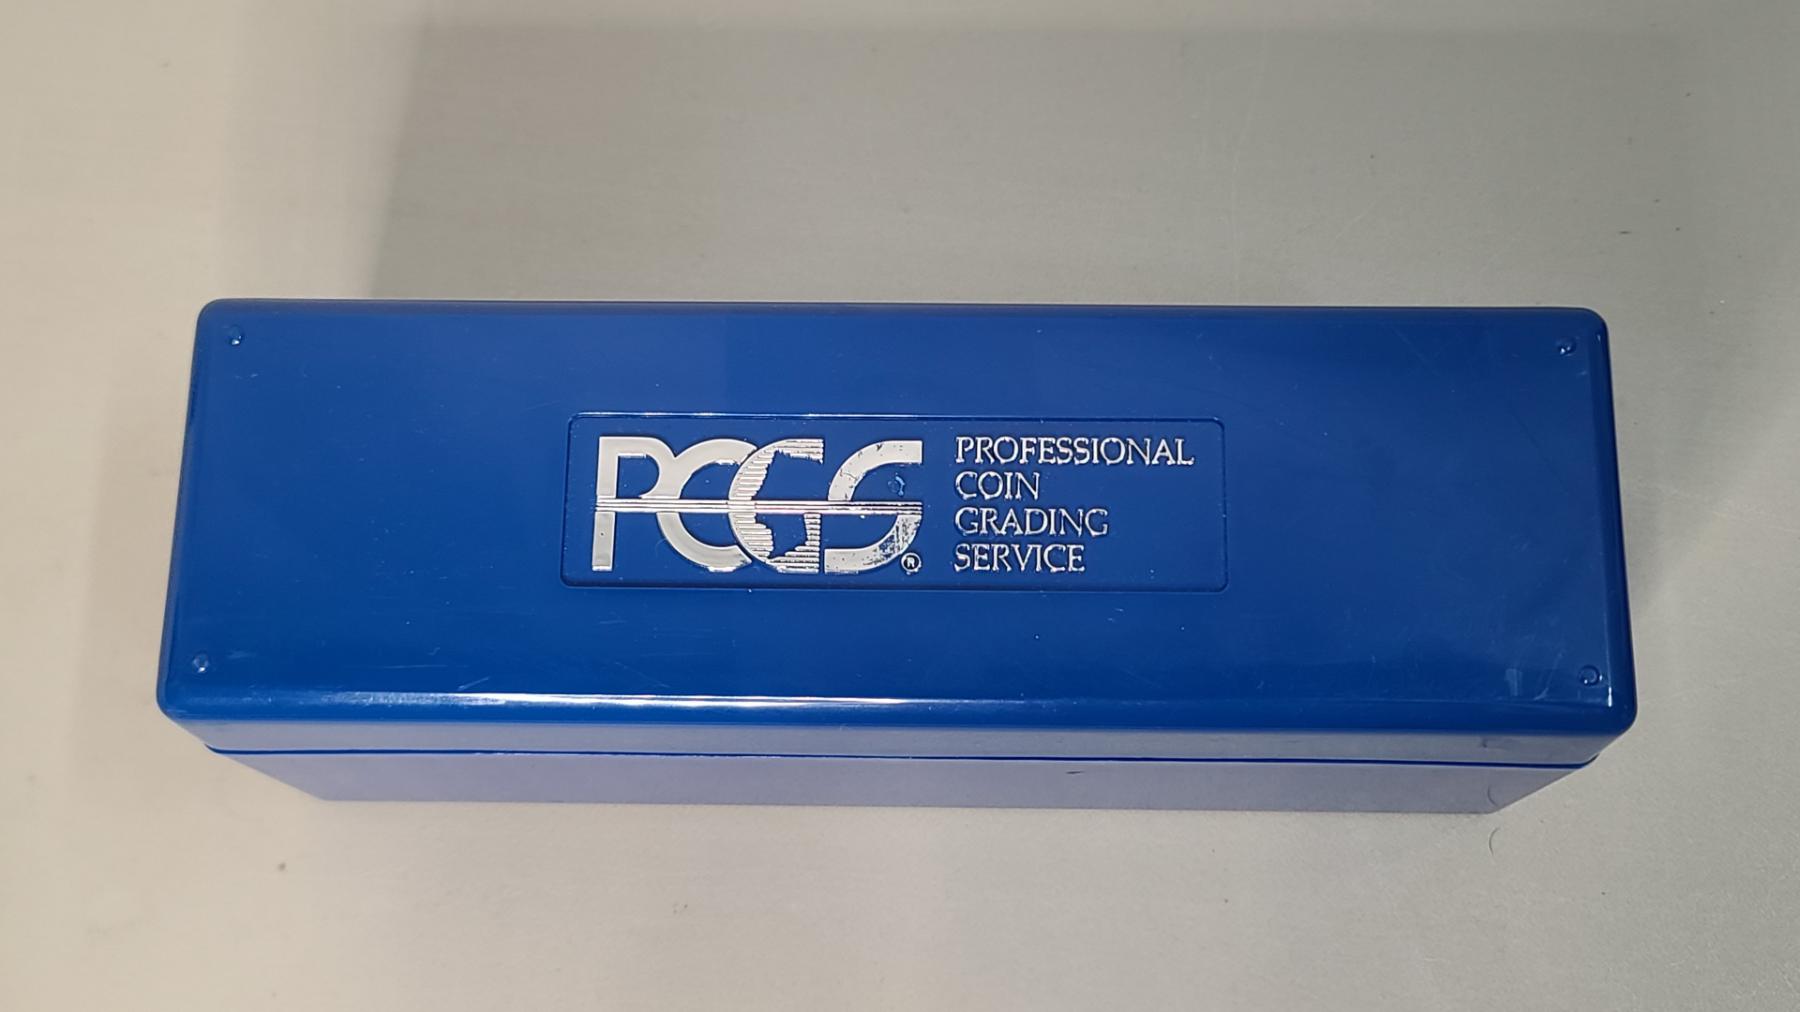 PCGS®
PROFESSIONAL
COIN
GRADING
SERVICE